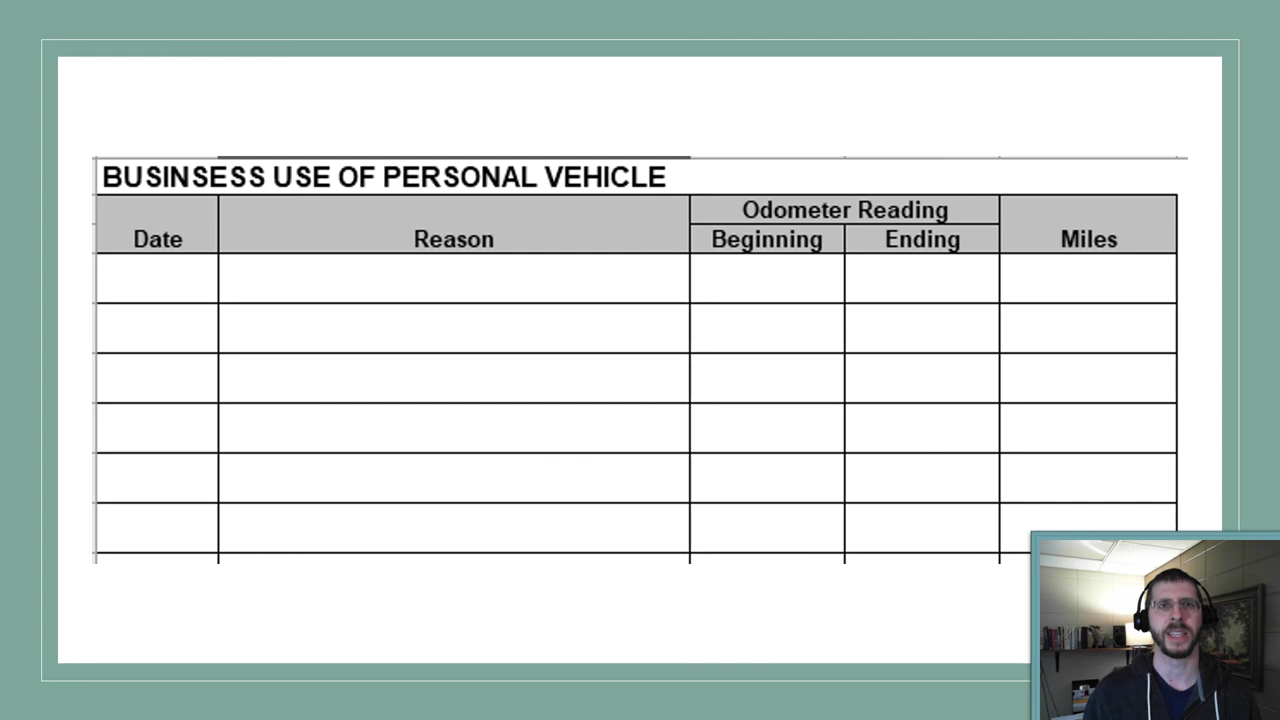 BUSINSESS USE OF PERSONAL VEHICLE
Odometer Reading
Date Reason Beginning Ending Miles